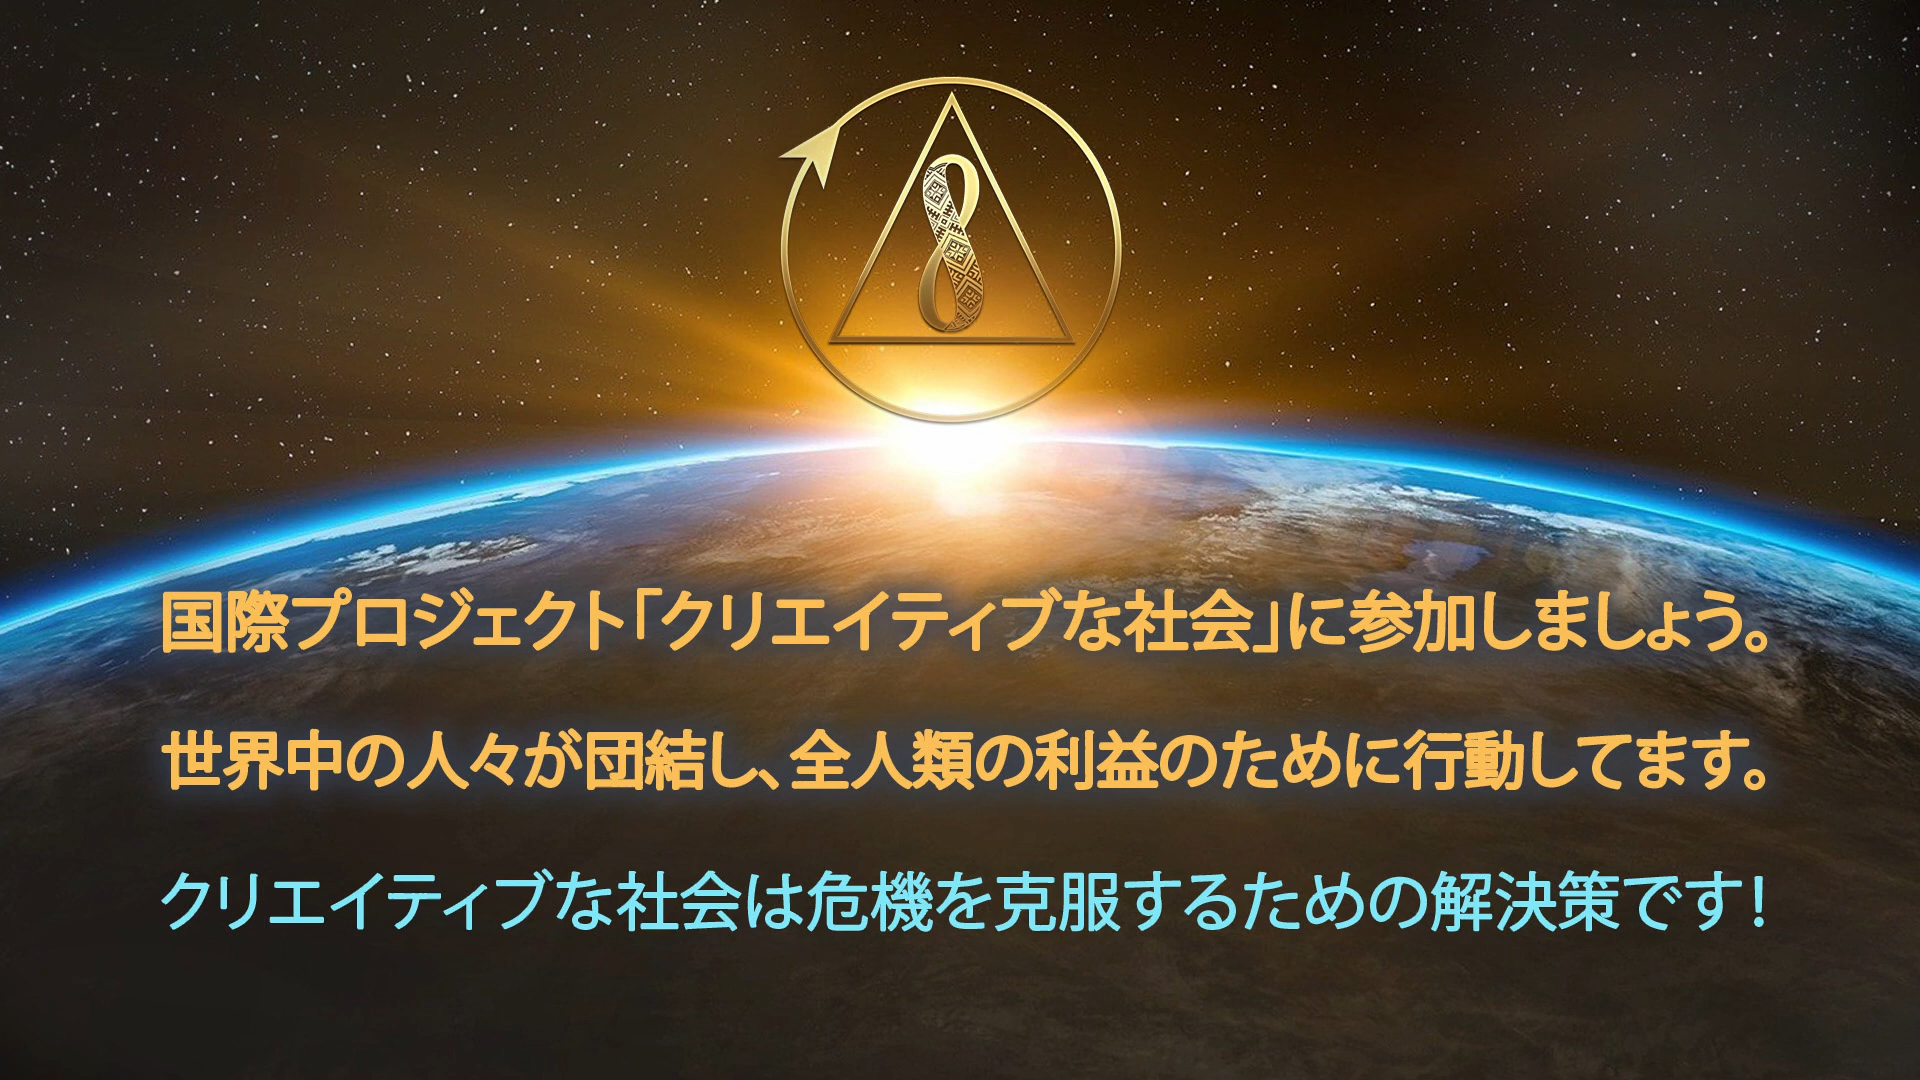 国際プロジェクト「クリエイティブな社会」に参加しましょう。
世界中の人々が団結し、全人類の利益のために行動してます。
クリエイティブな社会は危機を克服するための解決策です!